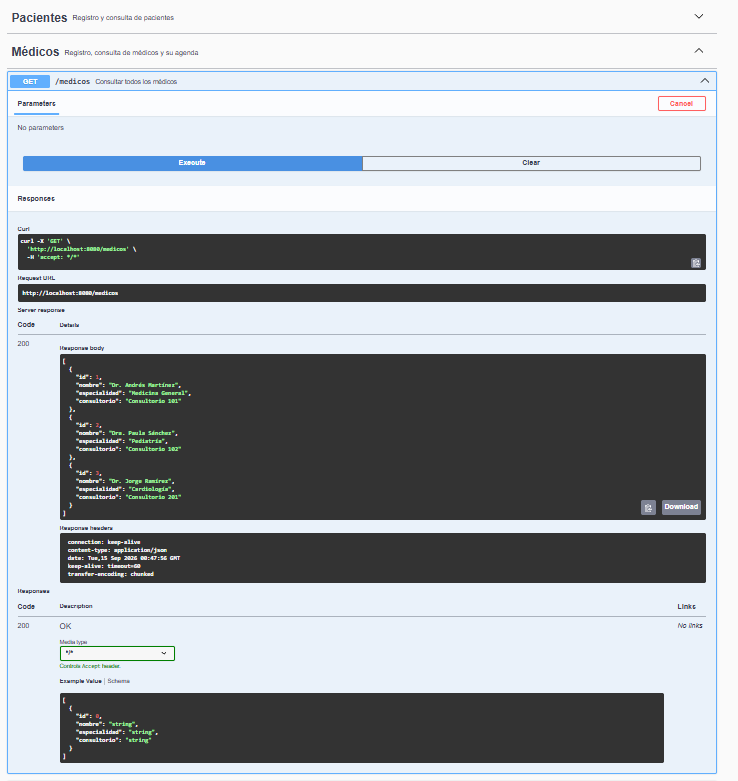 Pacientes Registro y consulta de pacientes
Médicos Registro, consulta de médicos y su agenda
GET /medicos Consultar todos los médicos
Parameters Cancel
No parameters
Execute Clear
Responses
Curl
curl -X 'GET' \
'http://localhost:8080/medicos' \
-H 'accept: */*'
Request URL
http://localhost:8080/medicos
Server response
Code Details
200
Response body
[
{
"id": 1,
"nombre": "Dr. Andrés Martínez",
"especialidad": "Medicina General",
"consultorio": "Consultorio 101"
},
{
"id": 2,
"nombre": "Dra. Paula Sánchez",
"especialidad": "Pediatría",
"consultorio": "Consultorio 102"
},
{
"id": 3,
"nombre": "Dr. Jorge Ramírez",
"especialidad": "Cardiología",
"consultorio": "Consultorio 201"
}
]
Download
Response headers
connection: keep-alive
content-type: application/json
date: Tue,15 Sep 2026 00:47:56 GMT
keep-alive: timeout=60
transfer-encoding: chunked
Responses
Code Description Links
200 OK No links
Media type
*/*
Controls Accept header.
Example Value | Schema
[
{
"id": 0,
"nombre": "string",
"especialidad": "string",
"consultorio": "string"
}
]